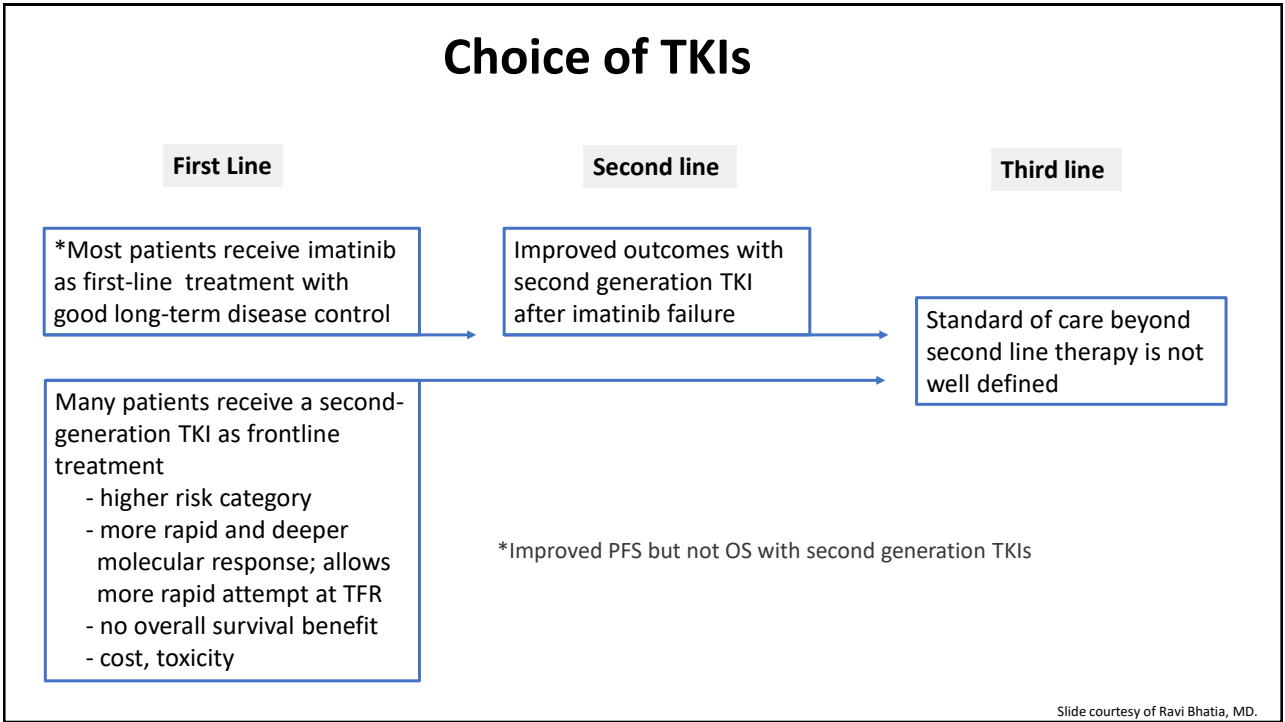 Choice of TKIs
First Line
*Most patients receive imatinib
as first-line treatment with
good long-term disease control
Many patients receive a second-
generation TKI as frontline
treatment
- higher risk category
- more rapid and deeper
molecular response; allows
more rapid attempt at TFR
- no overall survival benefit
- cost, toxicity
Second line
Improved outcomes with
second generation TKI
after imatinib failure
*Improved PFS but not OS with second generation TKIs
Third line
Standard of care beyond
second line therapy is not
well defined
Slide courtesy of Ravi Bhatia, MD.